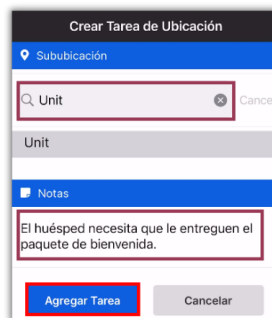 Crear Tarea de Ubicación
Sububicación
Unit
Cance
Unit
Notas
El huésped necesita que le entreguen el
paquete de bienvenida.
Agregar Tarea
Cancelar